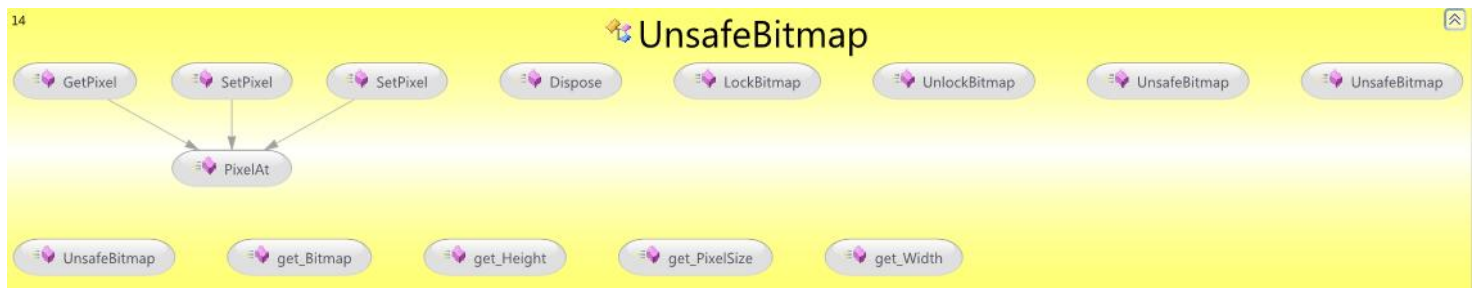 14
UnsafeBitmap
GetPixel SetPixel SetPixel Dispose LockBitmap UnlockBitmap UnsafeBitmap UnsafeBitmap
PixelAt
UnsafeBitmap get_Bitmap get_Height get_PixelSize get_Width